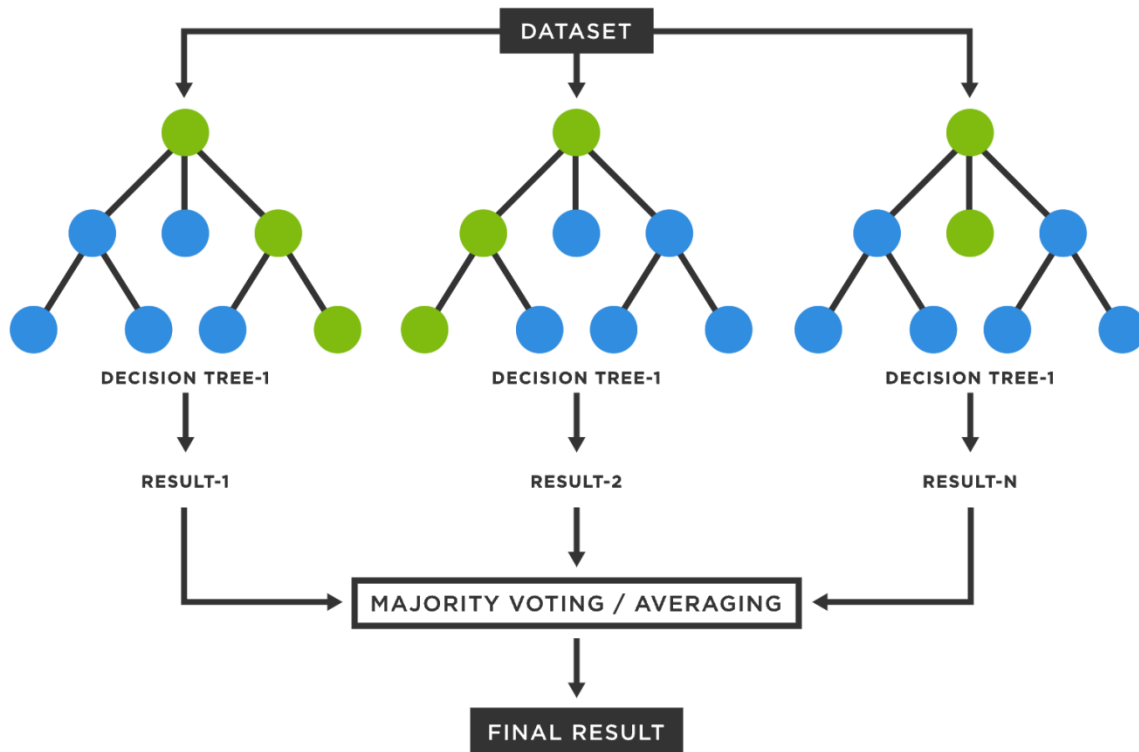 DATASET
DECISION TREE-1
DECISION TREE-1
DECISION TREE-1
RESULT-1
RESULT-2
RESULT-N
MAJORITY VOTING / AVERAGING
FINAL RESULT